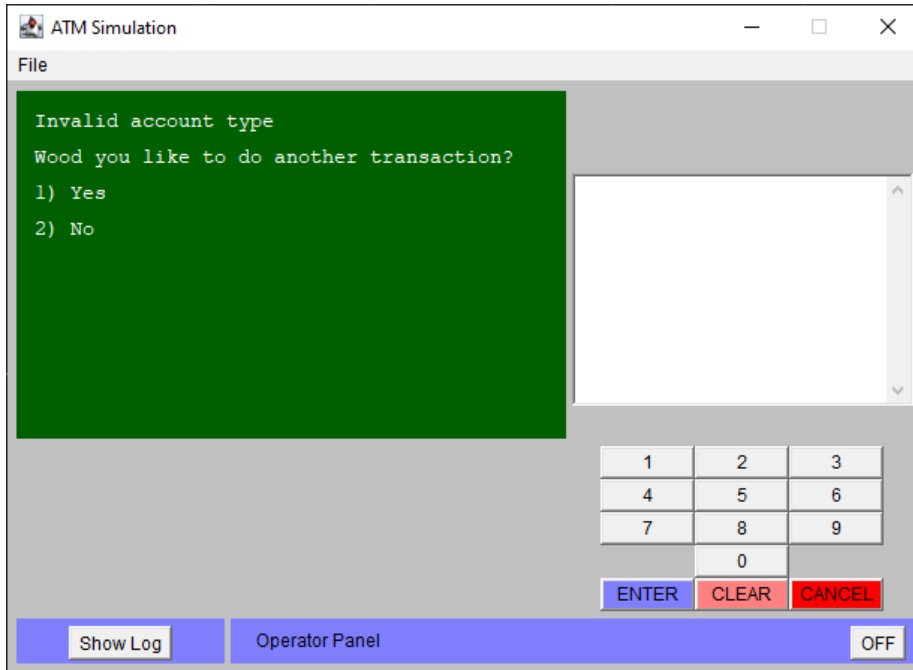 ATM Simulation
File
Invalid account type
Wood you like to do another transaction?
1) Yes
2) No
1 2 3
4 5 6
7 8 9
0
ENTER CLEAR CANCEL
Show Log Operator Panel OFF